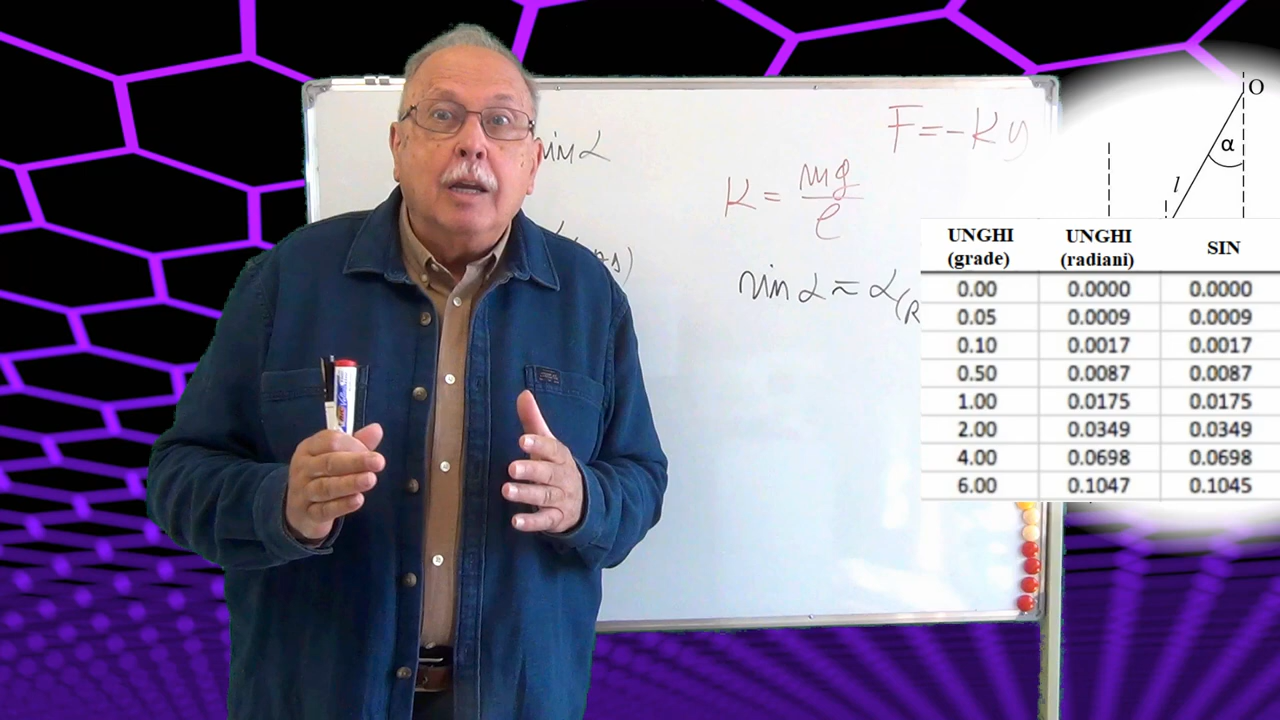 sin α
F = -K y
K = mg / l
sin α ≈ α (R
O
α
l
UNGHI (grade) UNGHI (radiani) SIN
0.00 0.0000 0.0000
0.05 0.0009 0.0009
0.10 0.0017 0.0017
0.50 0.0087 0.0087
1.00 0.0175 0.0175
2.00 0.0349 0.0349
4.00 0.0698 0.0698
6.00 0.1047 0.1045